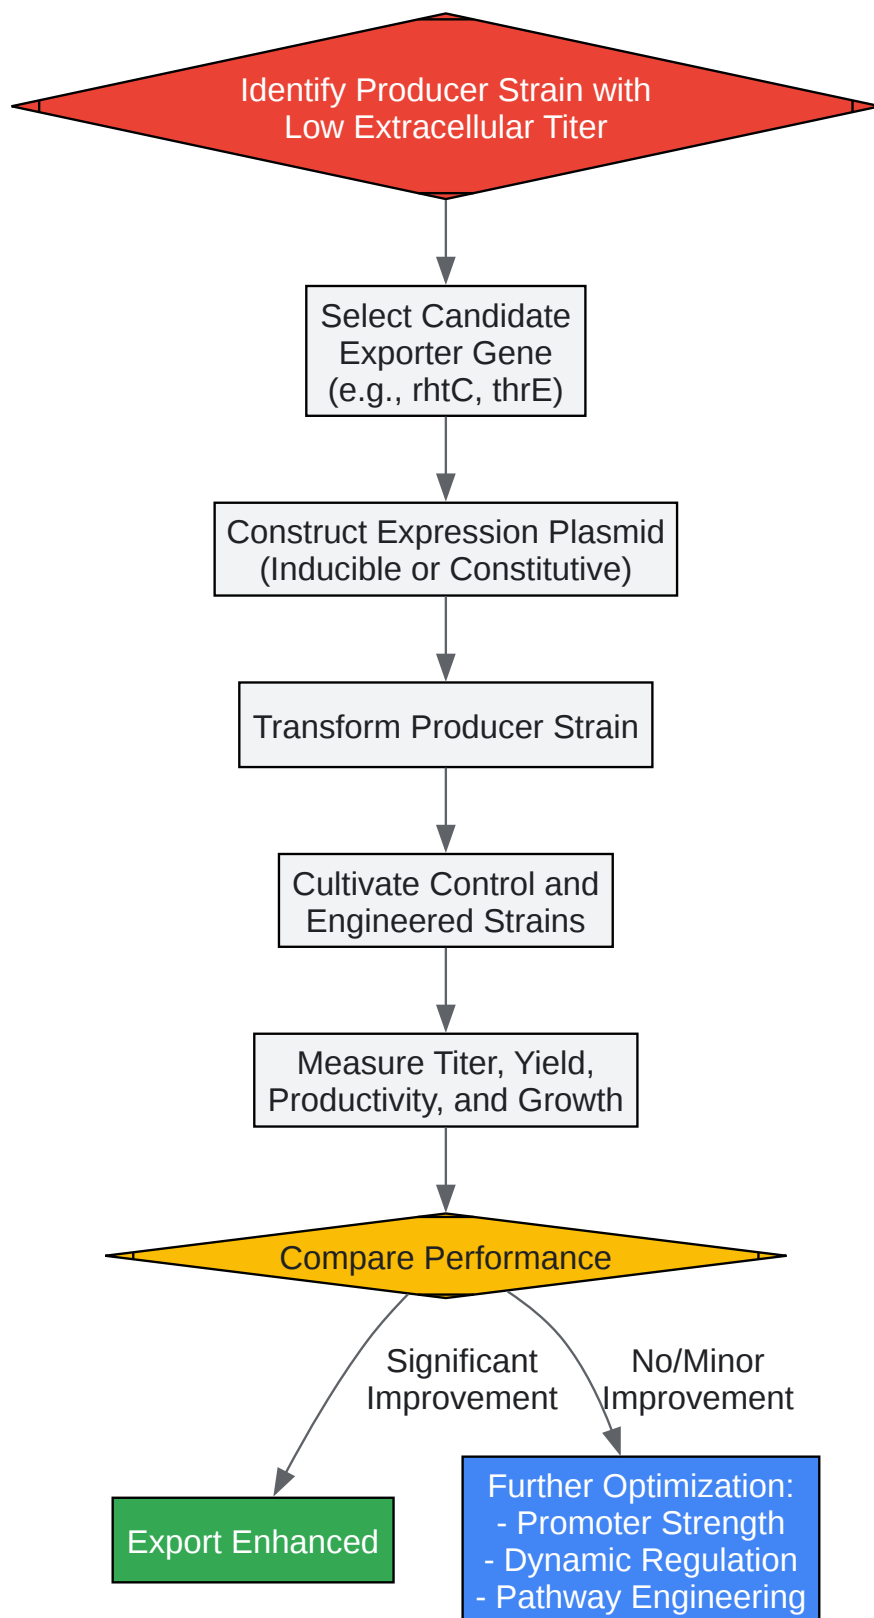 Identify Producer Strain with
Low Extracellular Titer
Select Candidate
Exporter Gene
(e.g., rhtC, thrE)
Construct Expression Plasmid
(Inducible or Constitutive)
Transform Producer Strain
Cultivate Control and
Engineered Strains
Measure Titer, Yield,
Productivity, and Growth
Compare Performance
Significant
Improvement
No/Minor
Improvement
Export Enhanced
Further Optimization:
- Promoter Strength
- Dynamic Regulation
- Pathway Engineering